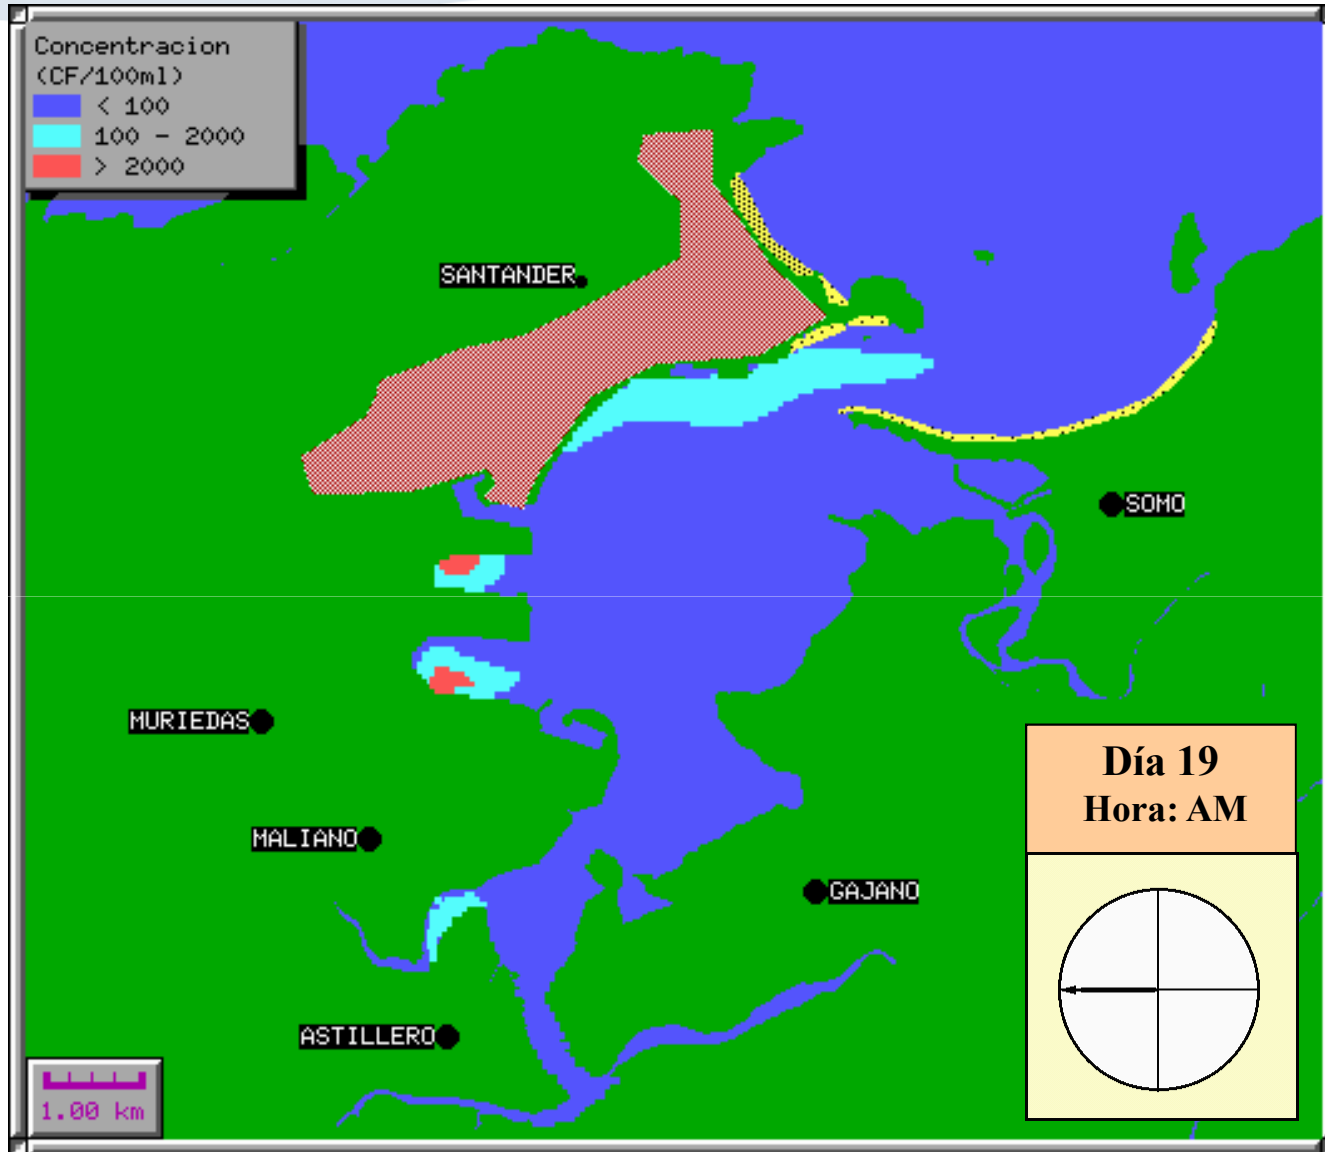 Concentracion
(CF/100ml)
< 100
100 - 2000
> 2000
SANTANDER
SOMO
MURIEDAS
Día 19
Hora: AM
MALIANO
GAJANO
ASTILLERO
1.00 km